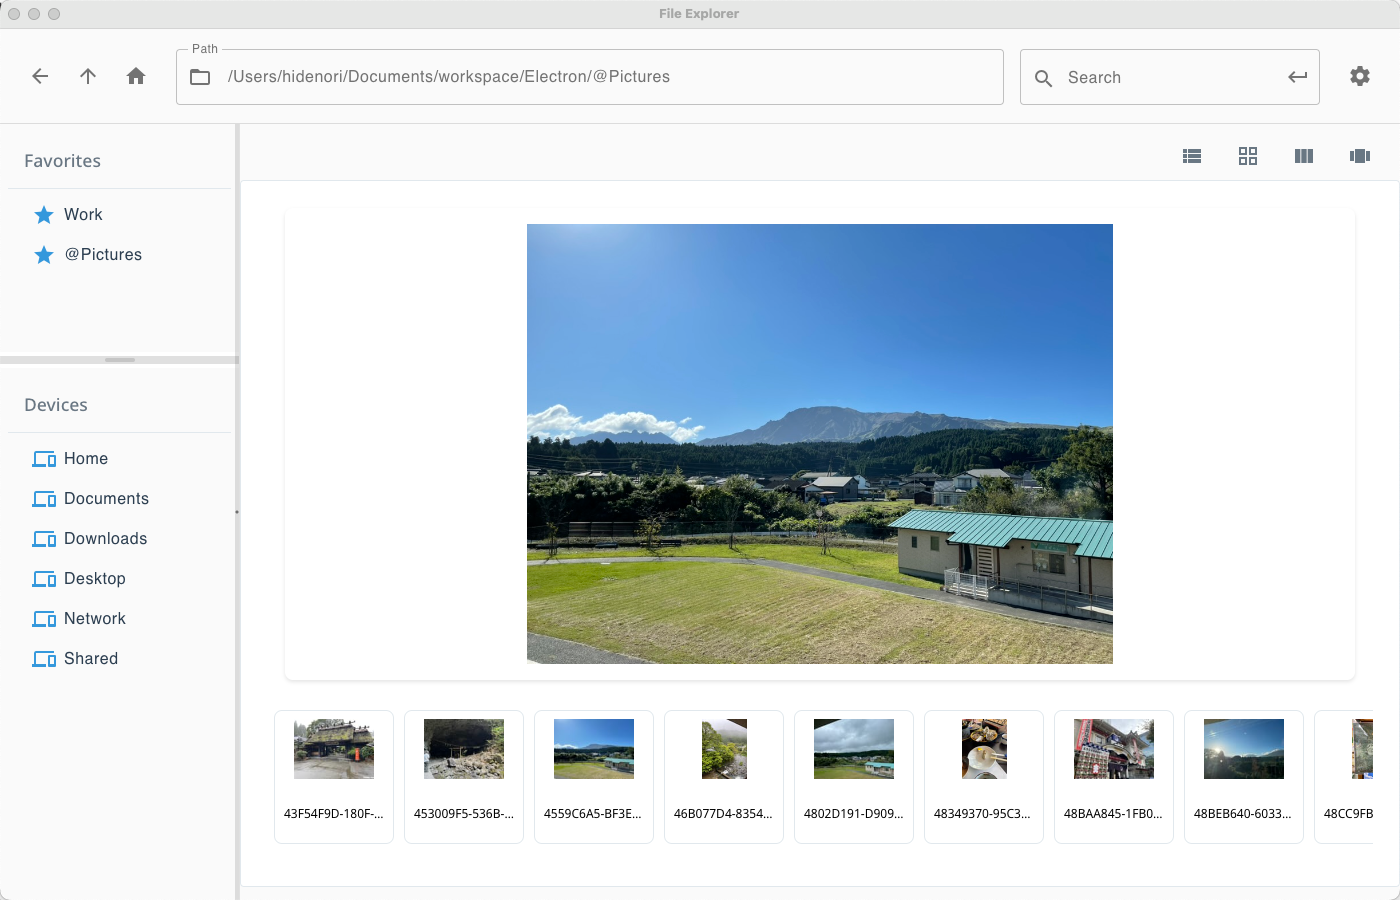 File Explorer
Path
/Users/hidenori/Documents/workspace/Electron/@Pictures
Search
Favorites
Work
@Pictures
Devices
Home
Documents
Downloads
Desktop
Network
Shared
43F54F9D-180F-...
453009F5-536B-...
4559C6A5-BF3E...
46B077D4-8354...
4802D191-D909...
48349370-95C3...
48BAA845-1FB0...
48BEB640-6033...
48CC9FB